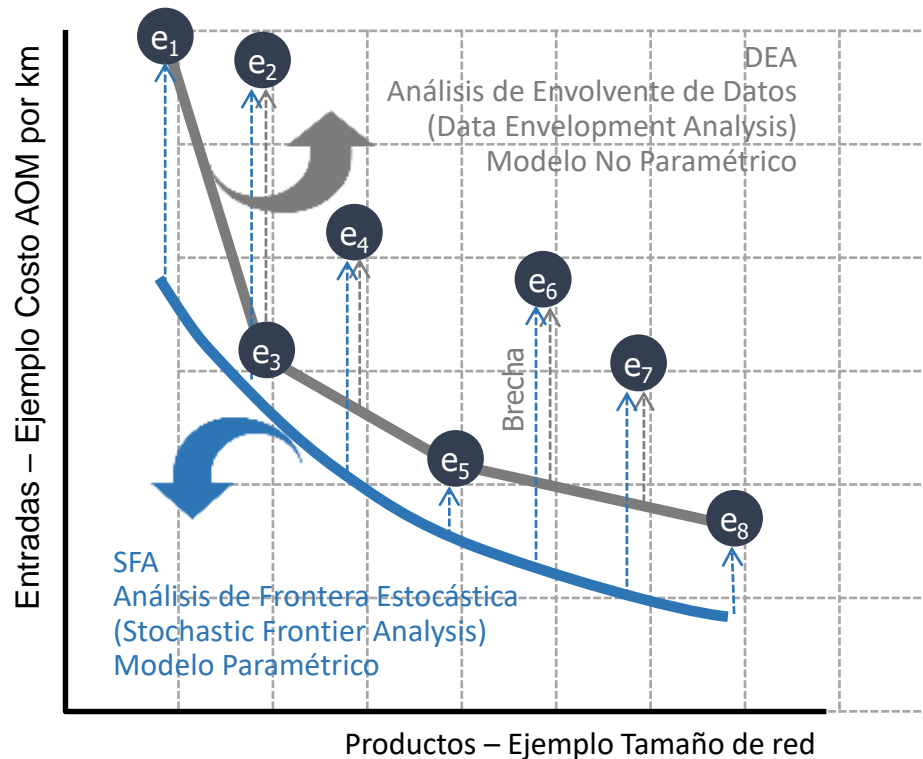 Entradas – Ejemplo Costo AOM por km
e1
e2
DEA
Análisis de Envolvente de Datos
(Data Envelopment Analysis)
Modelo No Paramétrico
e4
e6
e3
e7
Brecha
e5
e8
SFA
Análisis de Frontera Estocástica
(Stochastic Frontier Analysis)
Modelo Paramétrico
Productos – Ejemplo Tamaño de red